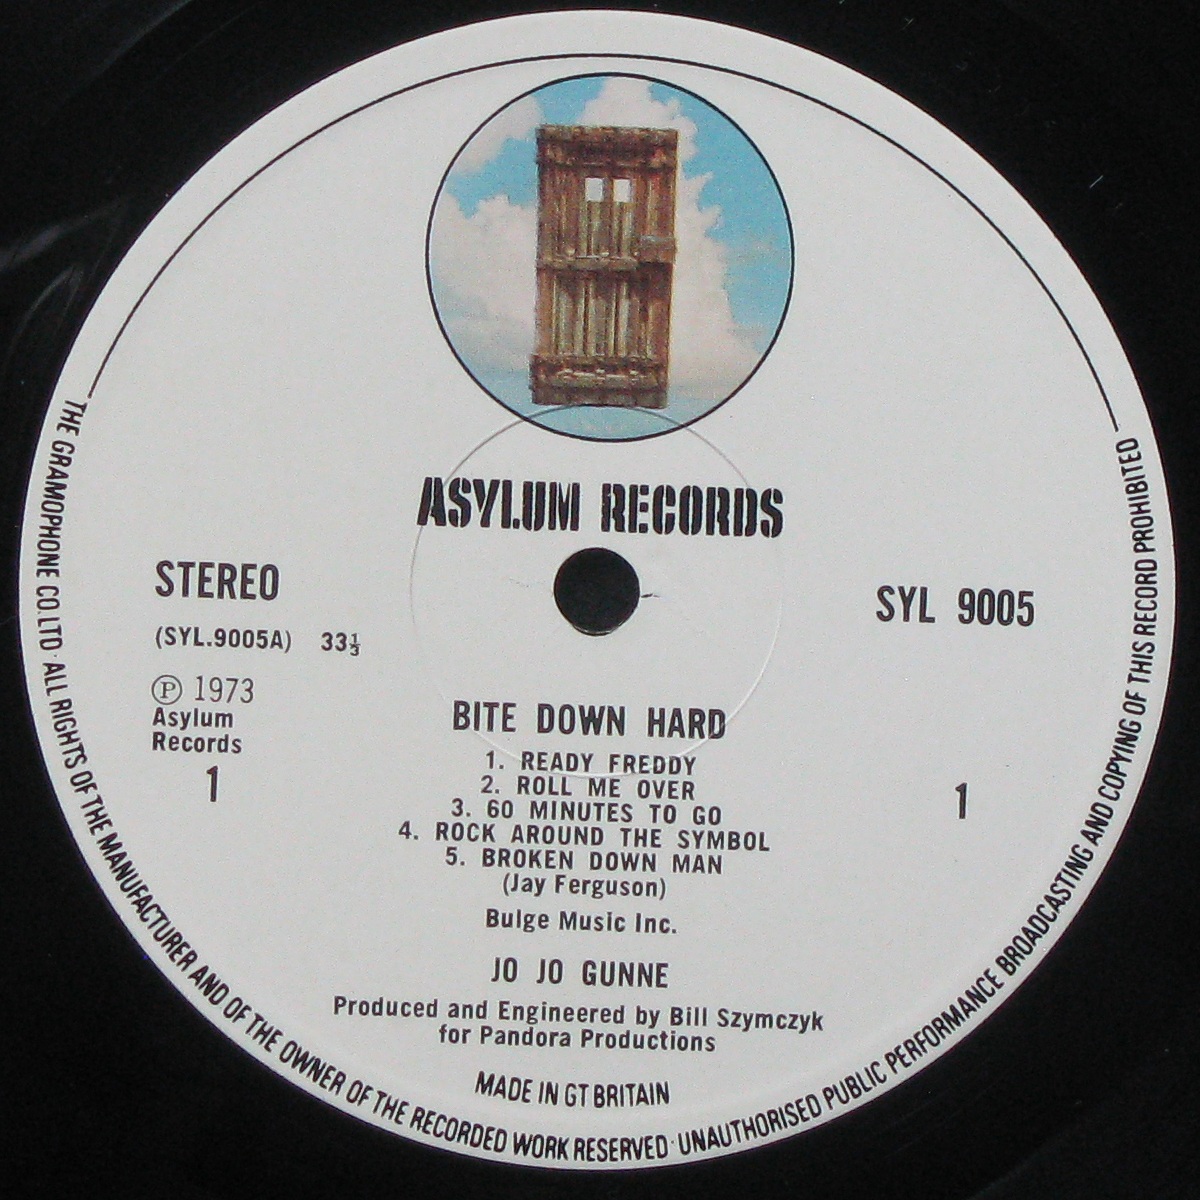 ASYLUM RECORDS
STEREO
SYL 9005
(SYL.9005A) 33⅓
Ⓟ 1973
Asylum
Records
1
1
BITE DOWN HARD
1. READY FREDDY
2. ROLL ME OVER
3. 60 MINUTES TO GO
4. ROCK AROUND THE SYMBOL
5. BROKEN DOWN MAN
(Jay Ferguson)
Bulge Music Inc.
JO JO GUNNE
Produced and Engineered by Bill Szymczyk
for Pandora Productions
MADE IN GT BRITAIN
THE GRAMOPHONE CO. LTD · ALL RIGHTS OF THE MANUFACTURER AND OF THE OWNER OF THE RECORDED WORK RESERVED · UNAUTHORISED PUBLIC PERFORMANCE BROADCASTING AND COPYING OF THIS RECORD PROHIBITED